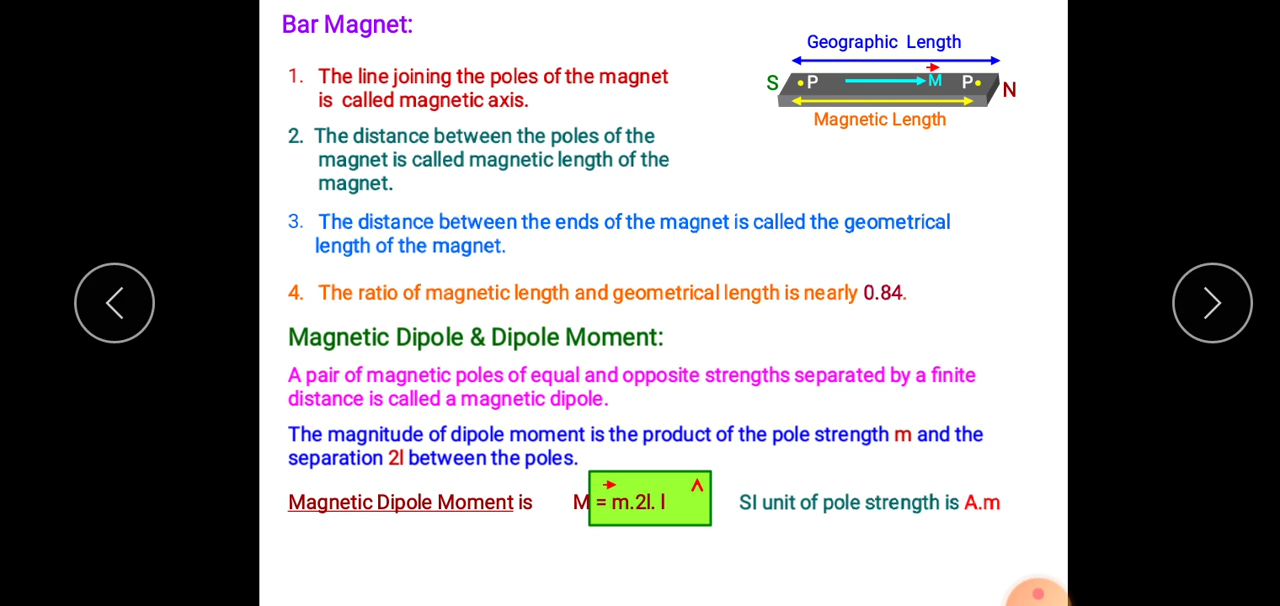 Bar Magnet:
Geographic Length
1. The line joining the poles of the magnet
is called magnetic axis.
S P M P N
Magnetic Length
2. The distance between the poles of the
magnet is called magnetic length of the
magnet.
3. The distance between the ends of the magnet is called the geometrical
length of the magnet.
4. The ratio of magnetic length and geometrical length is nearly 0.84.
Magnetic Dipole & Dipole Moment:
A pair of magnetic poles of equal and opposite strengths separated by a finite
distance is called a magnetic dipole.
The magnitude of dipole moment is the product of the pole strength m and the
separation 2l between the poles.
Magnetic Dipole Moment is M = m.2l. l SI unit of pole strength is A.m